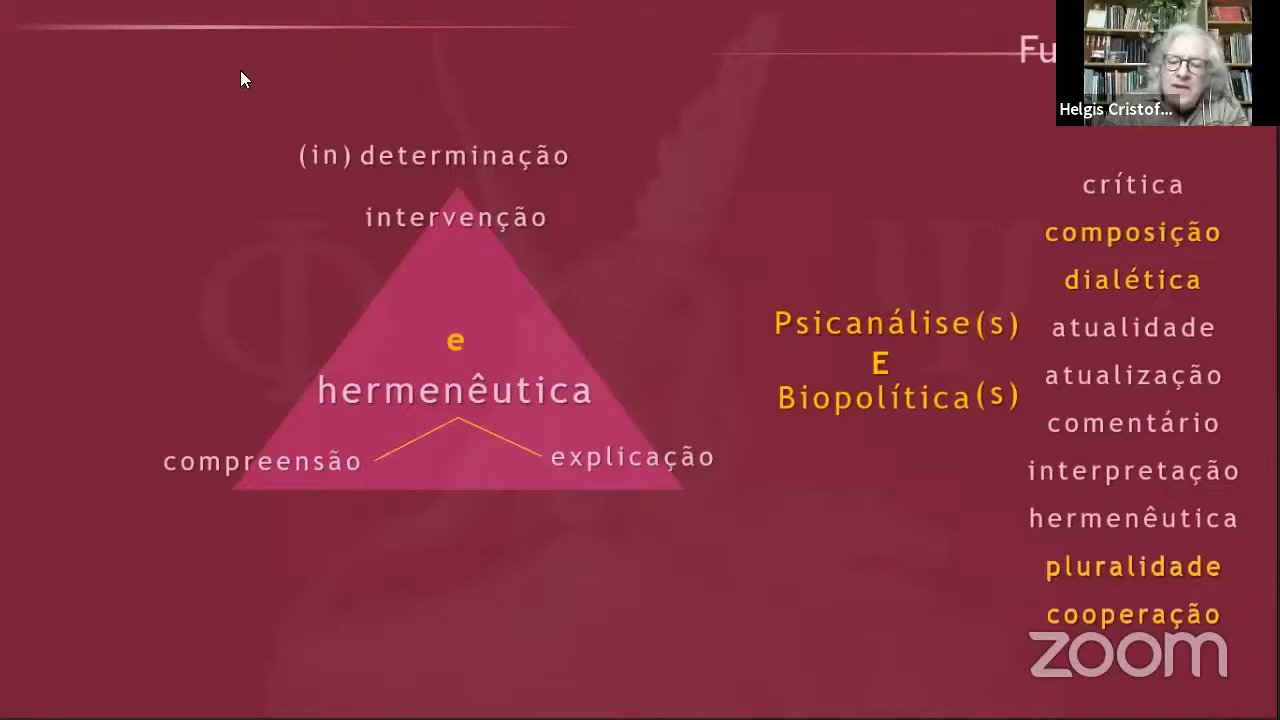 Fu
Helgis Cristof...
(in) determinação
intervenção
e
hermenêutica
compreensão
explicação
Psicanálise(s)
E
Biopolítica(s)
crítica
composição
dialética
atualidade
atualização
comentário
interpretação
hermenêutica
pluralidade
cooperação
zoom
Φ
Ψ